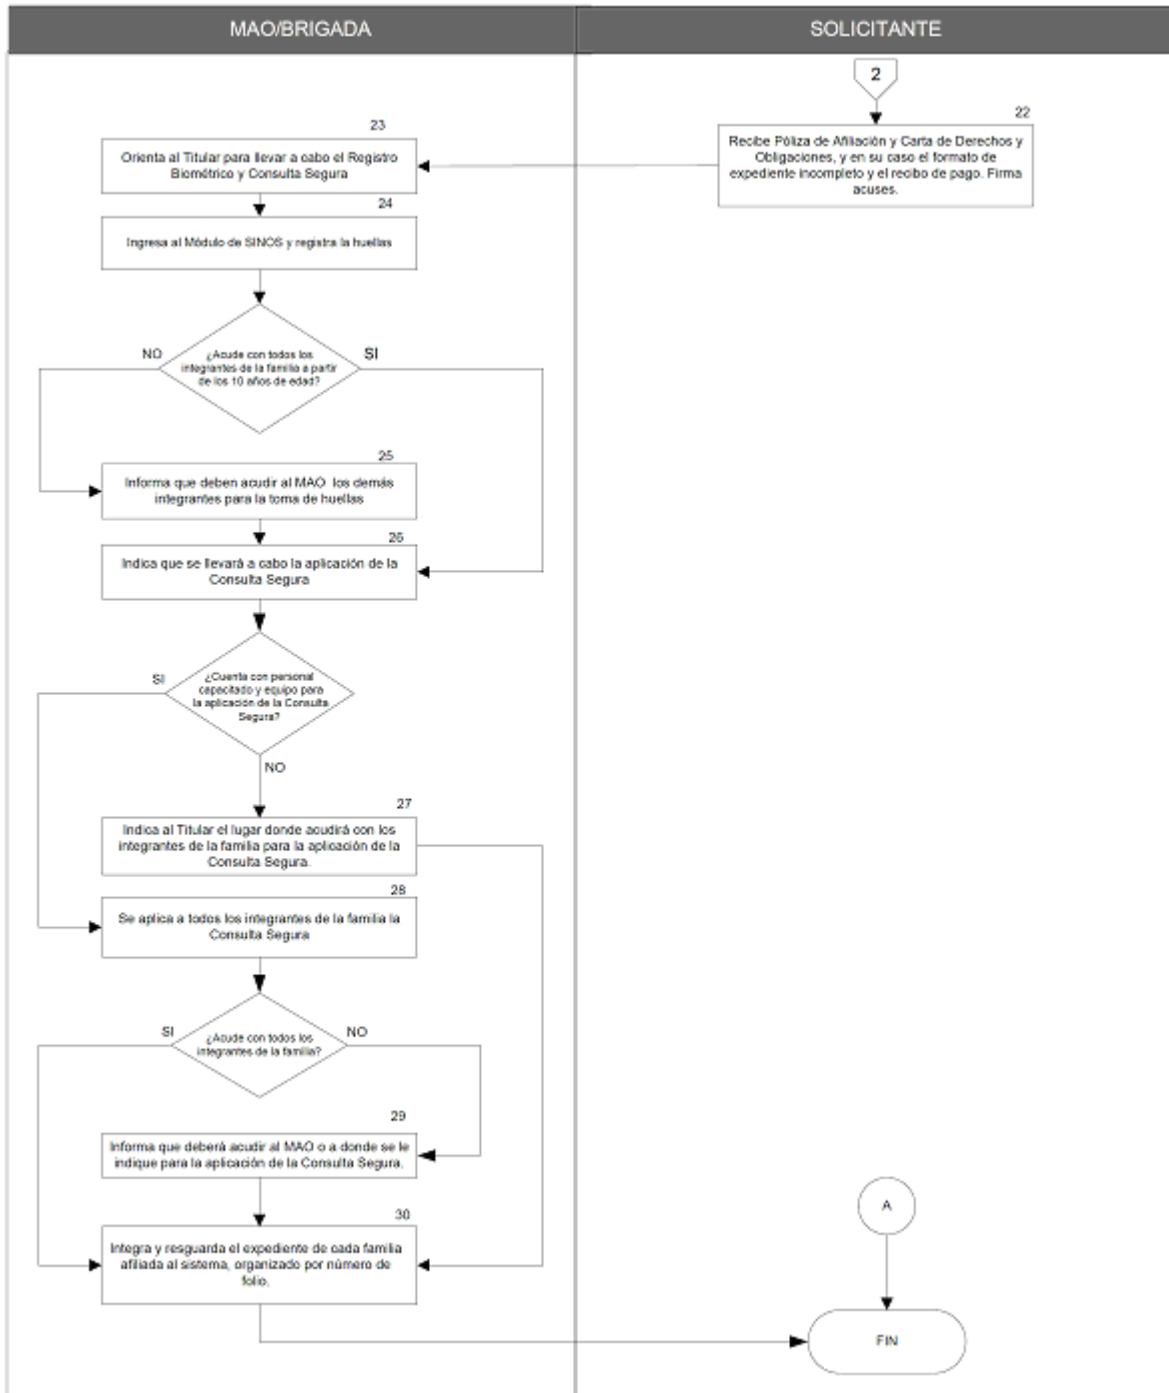 MAO/BRIGADA
SOLICITANTE
2
22
Recibe Póliza de Afiliación y Carta de Derechos y
Obligaciones, y en su caso el formato de
expediente incompleto y el recibo de pago. Firma
acuses.
23
Orienta al Titular para llevar a cabo el Registro
Biométrico y Consulta Segura
24
Ingresa al Módulo de SINOS y registra la huellas
¿Acude con todos los
integrantes de la familia a partir
de los 10 años de edad?
NO
SI
25
Informa que deben acudir al MAO los demás
integrantes para la toma de huellas
26
Indica que se llevará a cabo la aplicación de la
Consulta Segura
¿Cuenta con personal
capacitado y equipo para
la aplicación de la Consulta
Segura?
SI
NO
27
Indica al Titular el lugar donde acudirá con los
integrantes de la familia para la aplicación de la
Consulta Segura.
28
Se aplica a todos los integrantes de la familia la
Consulta Segura
¿Acude con todos los
integrantes de la familia?
SI
NO
29
Informa que deberá acudir al MAO o a donde se le
indique para la aplicación de la Consulta Segura.
30
Integra y resguarda el expediente de cada familia
afiliada al sistema, organizado por número de
folio.
A
FIN